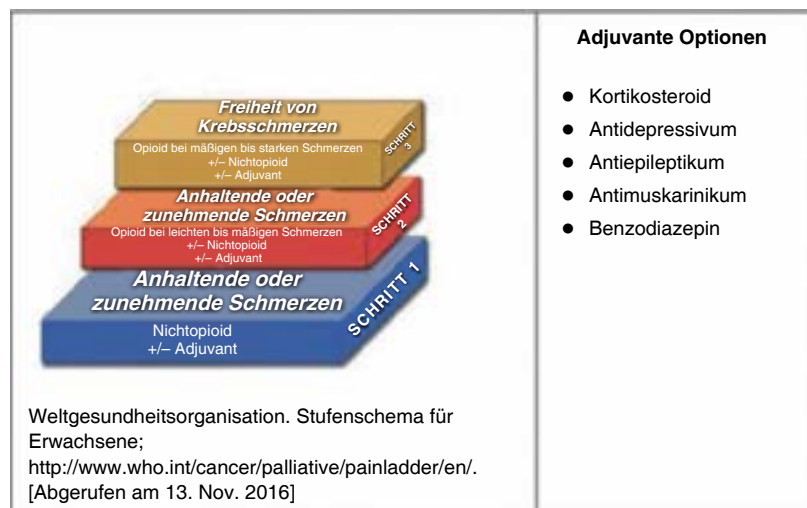 Freiheit von
Krebsschmerzen
Opioid bei mäßigen bis starken Schmerzen
+/– Nichtopioid
+/– Adjuvant
SCHRITT
3
Anhaltende oder
zunehmende Schmerzen
Opioid bei leichten bis mäßigen Schmerzen
+/– Nichtopioid
+/– Adjuvant
SCHRITT
2
Anhaltende oder
zunehmende Schmerzen
Nichtopioid
+/– Adjuvant
SCHRITT 1
Weltgesundheitsorganisation. Stufenschema für
Erwachsene;
http://www.who.int/cancer/palliative/painladder/en/.
[Abgerufen am 13. Nov. 2016]
Adjuvante Optionen
● Kortikosteroid
● Antidepressivum
● Antiepileptikum
● Antimuskarinikum
● Benzodiazepin